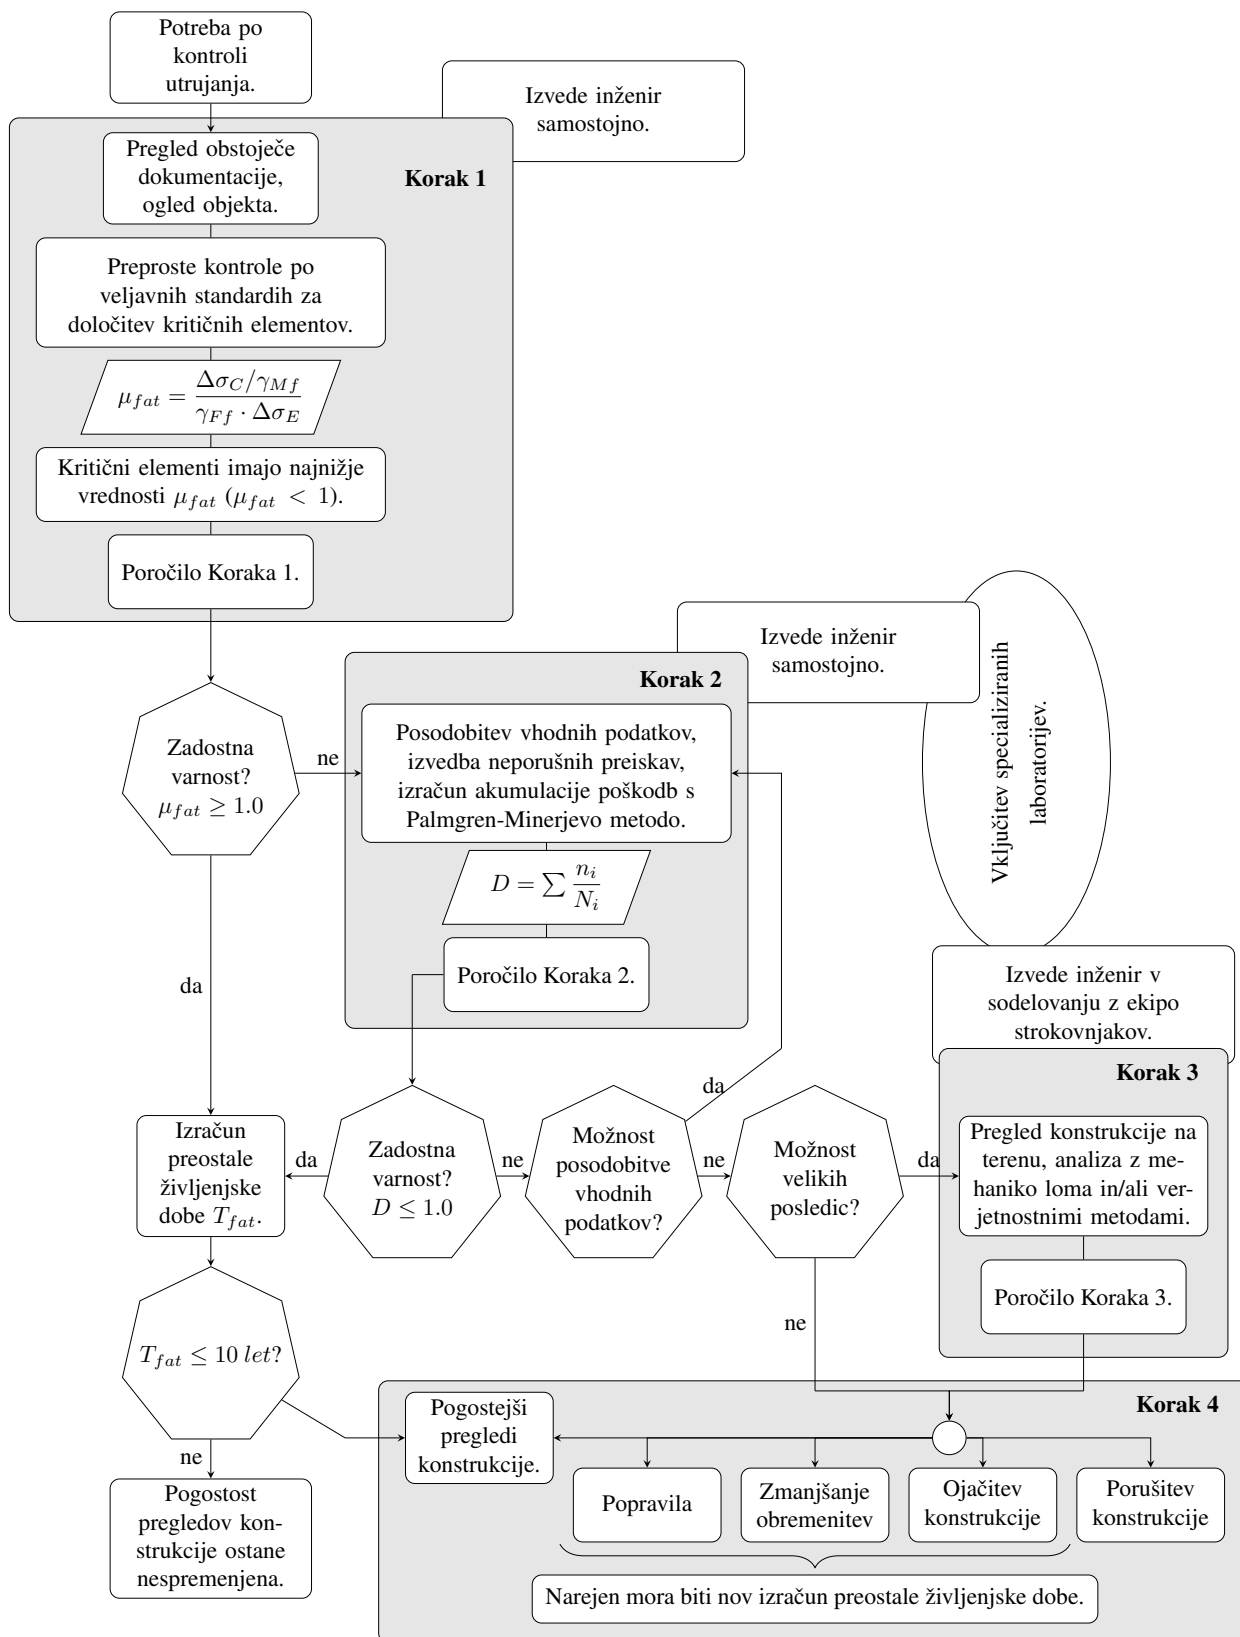 Potreba po
kontroli
utrujanja.
Izvede inženir
samostojno.
Korak 1
Pregled obstoječe
dokumentacije,
ogled objekta.
Preproste kontrole po
veljavnih standardih za
določitev kritičnih elementov.
μ_fat = (Δσ_C/γ_Mf)/(γ_Ff · Δσ_E)
Kritični elementi imajo najnižje
vrednosti μ_fat (μ_fat < 1).
Poročilo Koraka 1.
Zadostna
varnost?
μ_fat ≥ 1.0
ne
da
Izvede inženir
samostojno.
Vključitev specializiranih
laboratorijev.
Korak 2
Posodobitev vhodnih podatkov,
izvedba neporušnih preiskav,
izračun akumulacije poškodb s
Palmgren-Minerjevo metodo.
D = ∑ n_i/N_i
Poročilo Koraka 2.
Izvede inženir v
sodelovanju z ekipo
strokovnjakov.
Korak 3
Pregled konstrukcije na
terenu, analiza z me-
haniko loma in/ali ver-
jetnostnimi metodami.
Poročilo Koraka 3.
Izračun
preostale
življenjske
dobe T_fat.
da
Zadostna
varnost?
D ≤ 1.0
ne
Možnost
posodobitve
vhodnih
podatkov?
da
ne
Možnost
velikih
posledic?
da
ne
T_fat ≤ 10 let?
ne
Pogostost
pregledov kon-
strukcije ostane
nespremenjena.
Korak 4
Pogostejši
pregledi
konstrukcije.
Popravila
Zmanjšanje
obremenitev
Ojačitev
konstrukcije
Porušitev
konstrukcije
Narejen mora biti nov izračun preostale življenjske dobe.